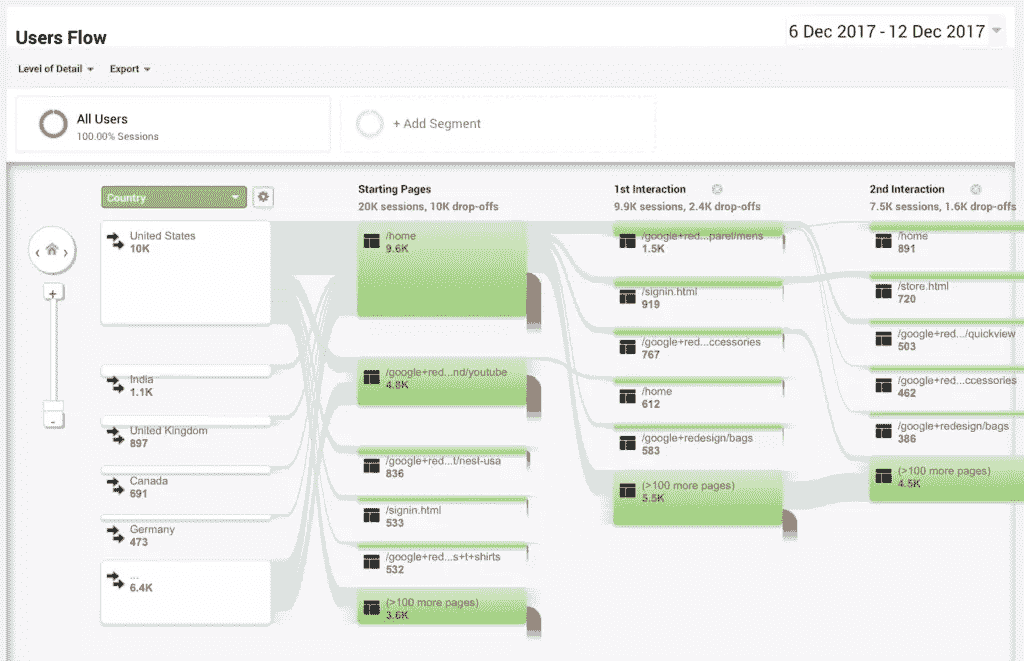 Users Flow
6 Dec 2017 - 12 Dec 2017
Level of Detail
Export
All Users
100.00% Sessions
+ Add Segment
Country
Starting Pages
20K sessions, 10K drop-offs
1st Interaction
9.9K sessions, 2.4K drop-offs
2nd Interaction
7.5K sessions, 1.6K drop-offs
United States
10K
India
1.1K
United Kingdom
897
Canada
691
Germany
473
...
6.4K
+
-
/home
9.6K
/google+red...nd/youtube
4.8K
/google+red...t/nest-usa
836
/signin.html
533
/google+red...s+t+shirts
532
(>100 more pages)
3.6K
/google+red...parel/mens
1.5K
/signin.html
919
/google+red...ccessories
767
/home
612
/google+redesign/bags
583
(>100 more pages)
5.5K
/home
891
/store.html
720
/google+red.../quickview
503
/google+red...ccessories
462
/google+redesign/bags
386
(>100 more pages)
4.5K